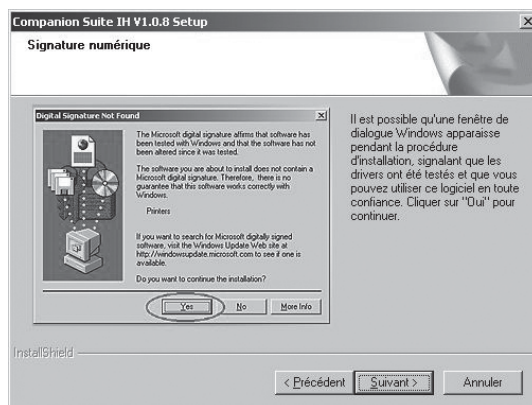 Companion Suite IH V1.0.8 Setup
Signature numérique
Digital Signature Not Found
The Microsoft digital signature affirms that software has
been tested with Windows and that the software has not
been altered since it was tested.
The software you are about to install does not contain a
Microsoft digital signature. Therefore, there is no
guarantee that this software works correctly with
Windows.
Printers
If you want to search for Microsoft digitally signed
software, visit the Windows Update Web site at
http://windowsupdate.microsoft.com to see if one is
available.
Do you want to continue the installation?
Yes
No
More Info
Il est possible qu'une fenêtre de
dialogue Windows apparaisse
pendant la procédure
d'installation, signalant que les
drivers ont été testés et que vous
pouvez utiliser ce logiciel en toute
confiance. Cliquer sur "Oui" pour
continuer.
InstallShield
< Précédent
Suivant >
Annuler